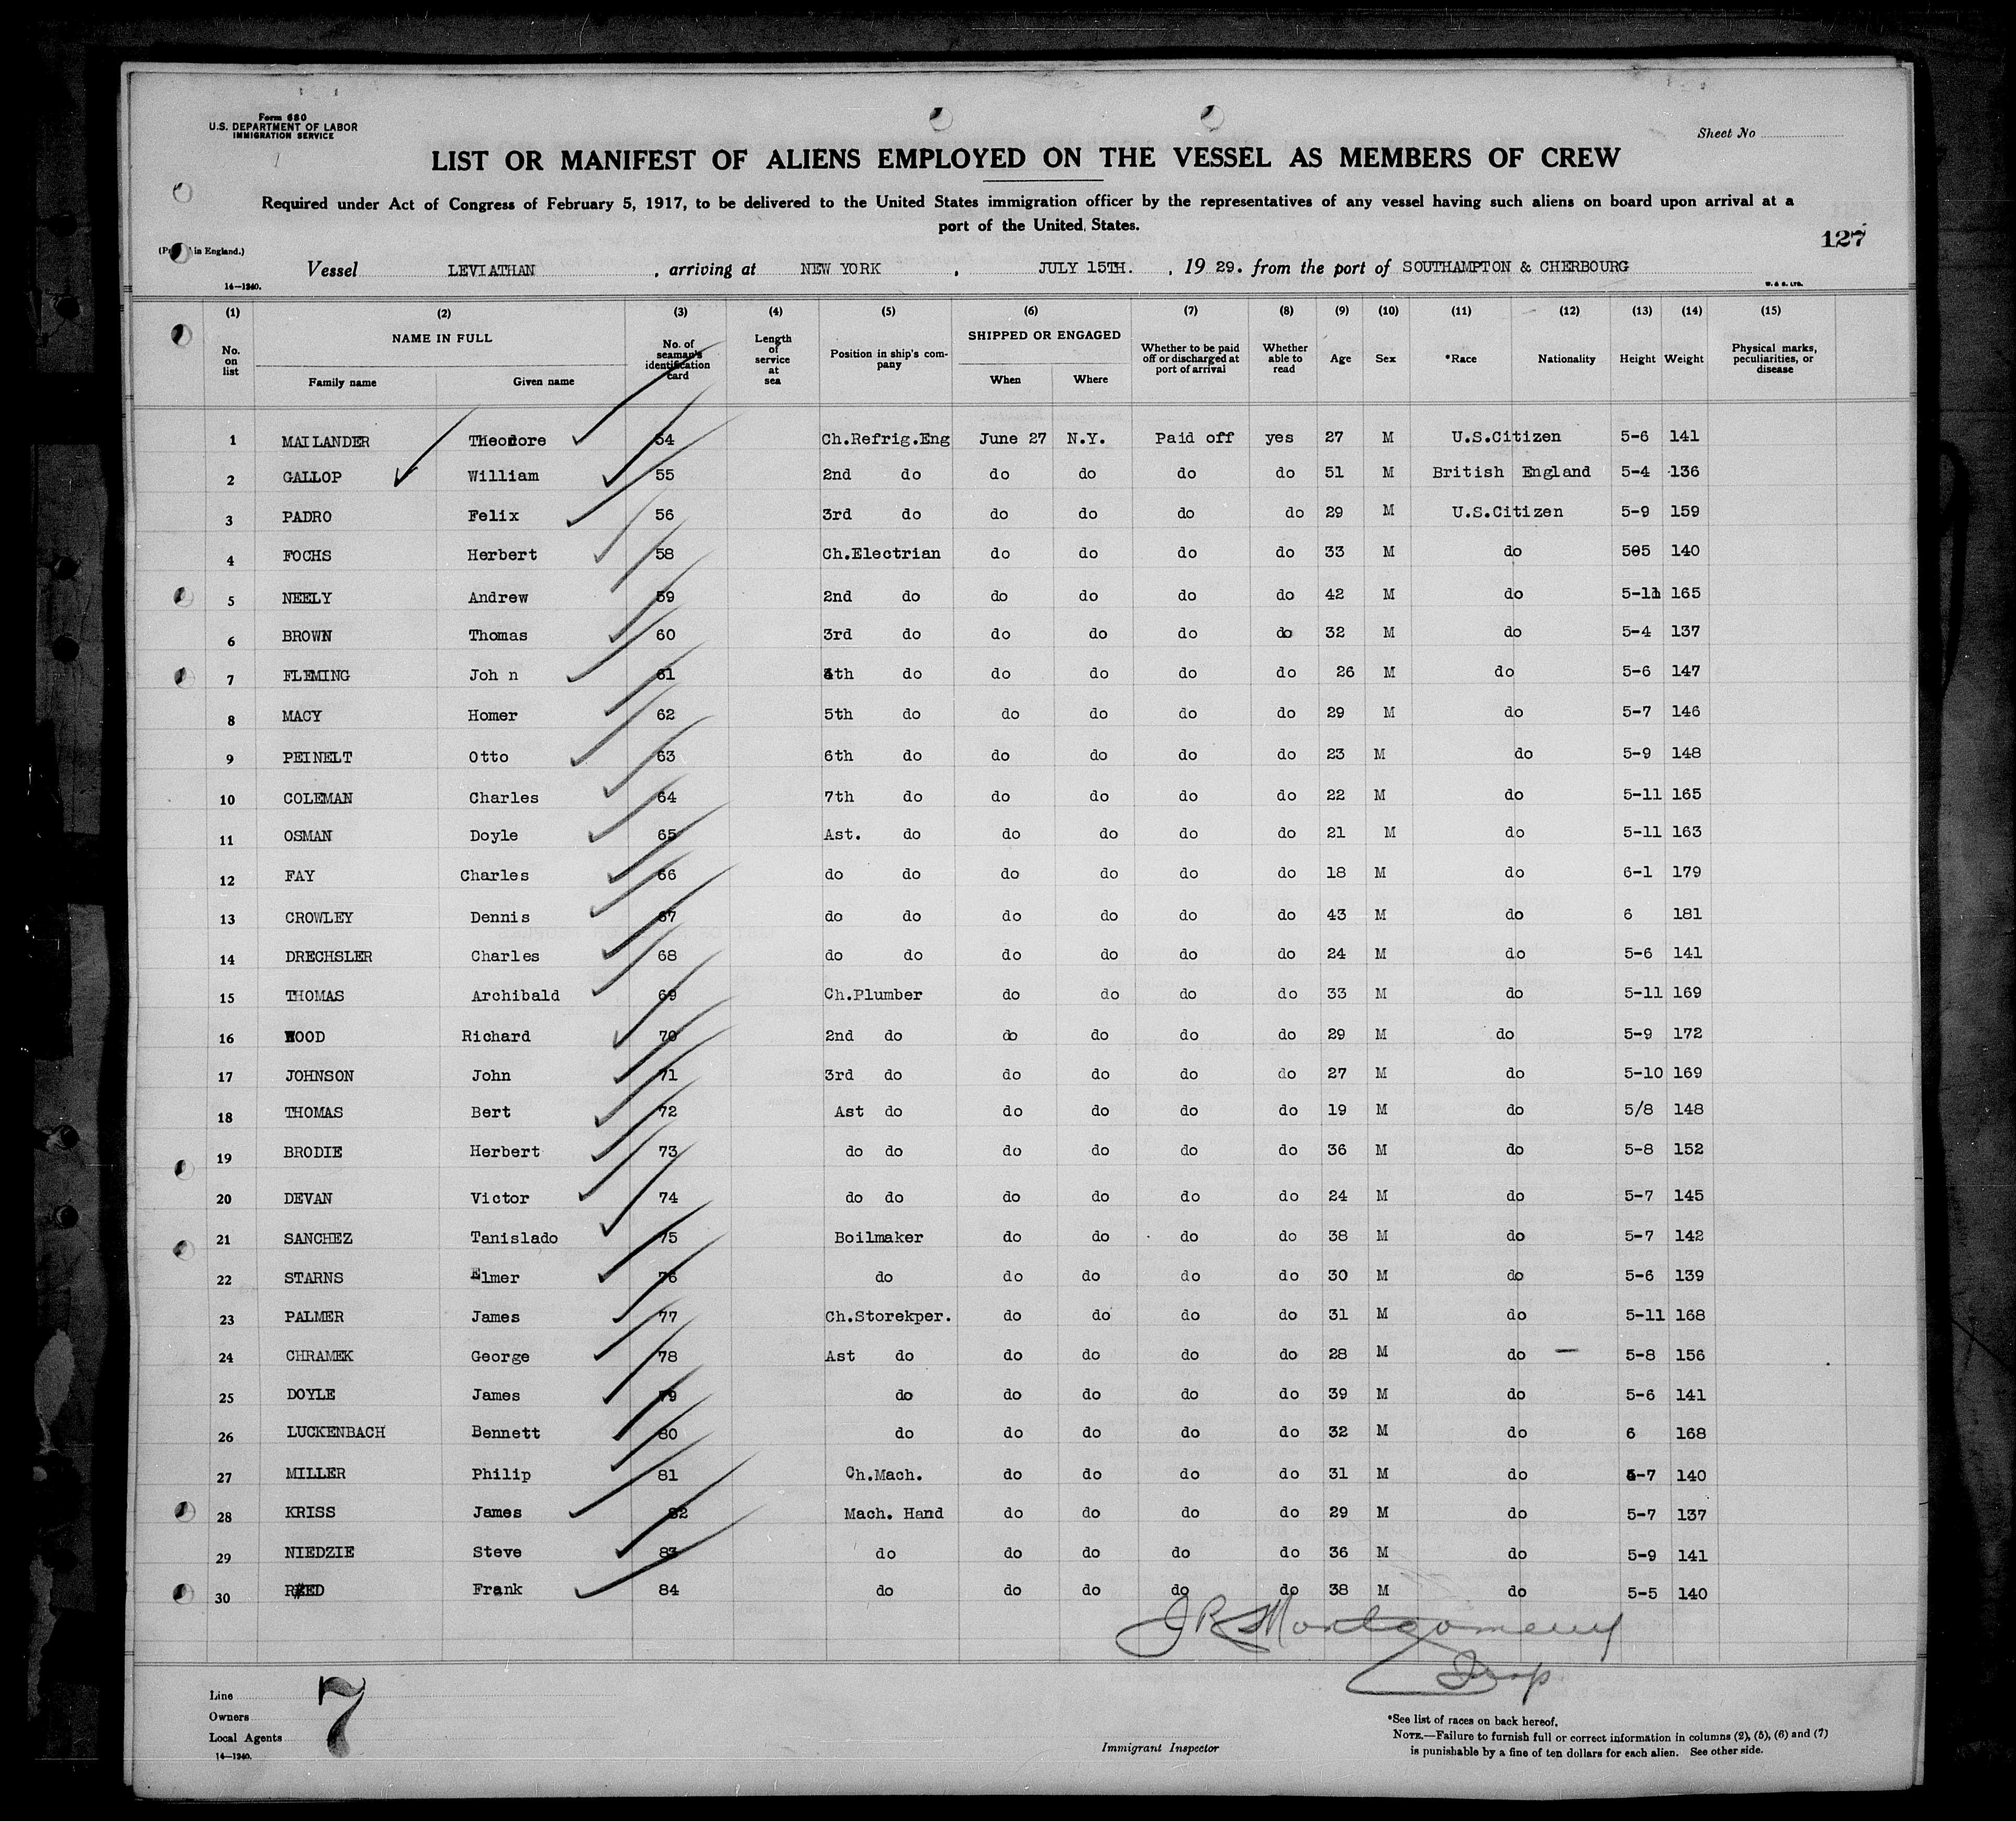 Form 680
U.S. DEPARTMENT OF LABOR
IMMIGRATION SERVICE
Sheet No
LIST OR MANIFEST OF ALIENS EMPLOYED ON THE VESSEL AS MEMBERS OF CREW
Required under Act of Congress of February 5, 1917, to be delivered to the United States immigration officer by the representatives of any vessel having such aliens on board upon arrival at a
port of the United States.
127
in England.)
Vessel LEVIATHAN , arriving at NEW YORK , JULY 15TH. , 19 29. from the port of SOUTHAMPTON & CHERBOURG
14—1240. W. & S. LTD.
(1) (2) (3) (4) (5) (6) (7) (8) (9) (10) (11) (12) (13) (14) (15)
No. on list NAME IN FULL Family name Given name No. of seaman's identification card Length of service at sea Position in ship's company SHIPPED OR ENGAGED When Where Whether to be paid off or discharged at port of arrival Whether able to read Age Sex *Race Nationality Height Weight Physical marks, peculiarities, or disease
1 MAILANDER Theodore 54 Ch.Refrig.Eng June 27 N.Y. Paid off yes 27 M U.S.Citizen 5-6 141
2 GALLOP William 55 2nd do do do do do 51 M British England 5-4 136
3 PADRO Felix 56 3rd do do do do do 29 M U.S.Citizen 5-9 159
4 FOCHS Herbert 58 Ch.Electrian do do do do 33 M do 505 140
5 NEELY Andrew 59 2nd do do do do do 42 M do 5-11 165
6 BROWN Thomas 60 3rd do do do do do 32 M do 5-4 137
7 FLEMING Joh n 61 4th do do do do do 26 M do 5-6 147
8 MACY Homer 62 5th do do do do do 29 M do 5-7 146
9 PEINELT Otto 63 6th do do do do do 23 M do 5-9 148
10 COLEMAN Charles 64 7th do do do do do 22 M do 5-11 165
11 OSMAN Doyle 65 Ast. do do do do do 21 M do 5-11 163
12 FAY Charles 66 do do do do do do 18 M do 6-1 179
13 CROWLEY Dennis 67 do do do do do do 43 M do 6 181
14 DRECHSLER Charles 68 do do do do do do 24 M do 5-6 141
15 THOMAS Archibald 69 Ch.Plumber do do do do 33 M do 5-11 169
16 WOOD Richard 70 2nd do do do do do 29 M do 5-9 172
17 JOHNSON John 71 3rd do do do do do 27 M do 5-10 169
18 THOMAS Bert 72 Ast do do do do do 19 M do 5/8 148
19 BRODIE Herbert 73 do do do do do do 36 M do 5-8 152
20 DEVAN Victor 74 do do do do do do 24 M do 5-7 145
21 SANCHEZ Tanislado 75 Boilmaker do do do do 38 M do 5-7 142
22 STARNS Elmer 76 do do do do do 30 M do 5-6 139
23 PALMER James 77 Ch.Storekper. do do do do 31 M do 5-11 168
24 CHRAMEK George 78 Ast do do do do do 28 M do — 5-8 156
25 DOYLE James 79 do do do do do 39 M do 5-6 141
26 LUCKENBACH Bennett 80 do do do do do 32 M do 6 168
27 MILLER Philip 81 Ch.Mach. do do do do 31 M do 5-7 140
28 KRISS James 82 Mach. Hand do do do do 29 M do 5-7 137
29 NIEDZIE Steve 83 do do do do do 36 M do 5-9 141
30 REED Frank 84 do do do do do 38 M do 5-5 140
JR Montgomery
Insp.
Line
Owners
Local Agents
14—1240.
7
Immigrant Inspector
*See list of races on back hereof.
NOTE.—Failure to furnish full or correct information in columns (2), (5), (6) and (7)
is punishable by a fine of ten dollars for each alien. See other side.